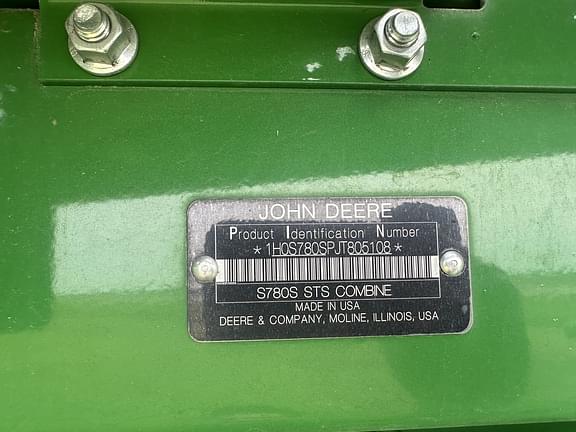 JOHN DEERE
Product Identification Number
*1H0S780SPJT805108*
S780S STS COMBINE
MADE IN USA
DEERE & COMPANY, MOLINE, ILLINOIS, USA